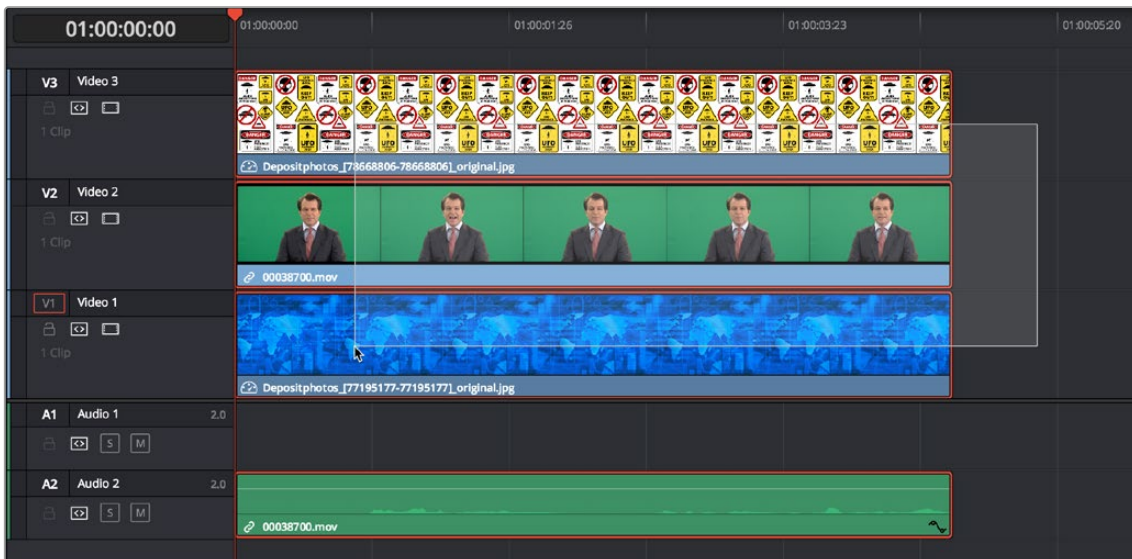 01:00:00:00
01:00:00:00
01:00:01:26
01:00:03:23
01:00:05:20
V3 Video 3
1 Clip
Depositphotos_[78668806-78668806]_original.jpg
V2 Video 2
1 Clip
00038700.mov
V1 Video 1
1 Clip
Depositphotos_[77195177-77195177]_original.jpg
A1 Audio 1 2.0
S M
A2 Audio 2 2.0
S M
00038700.mov